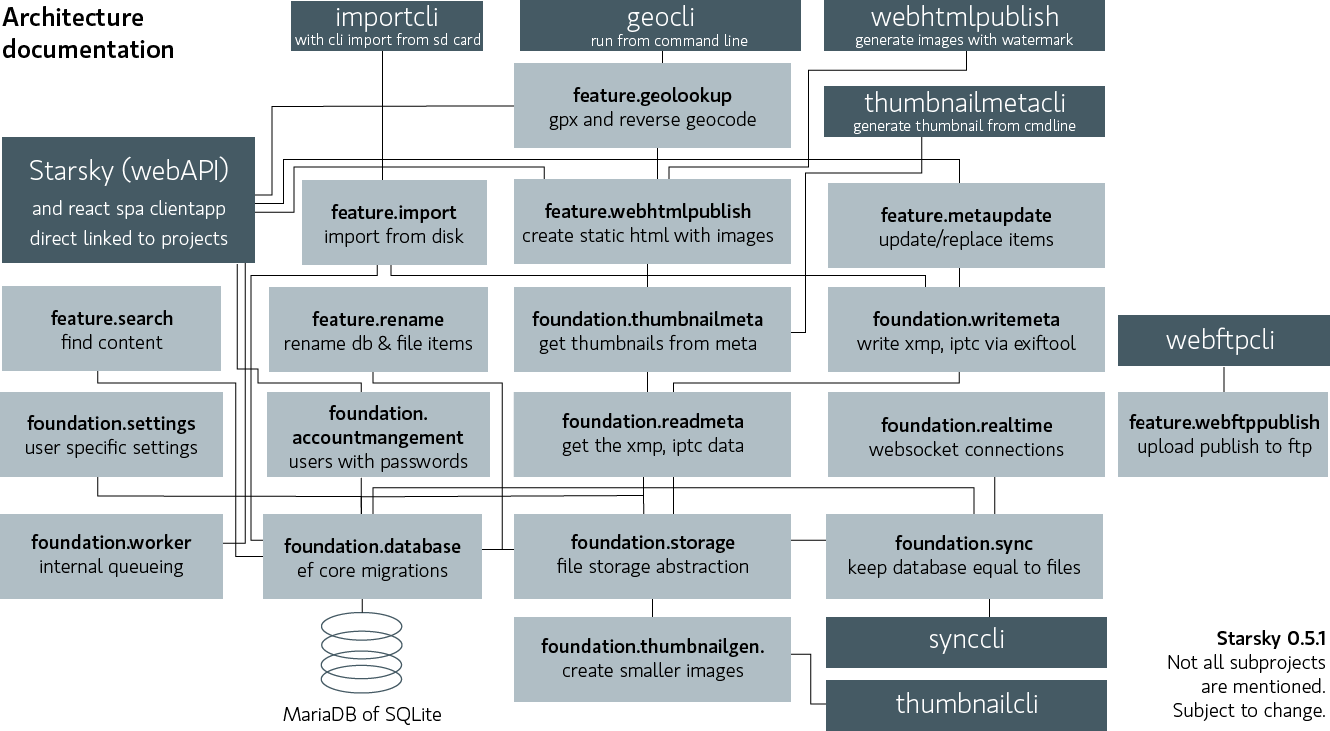 Architecture
documentation
importcli
with cli import from sd card
geocli
run from command line
webhtmlpublish
generate images with watermark
feature.geolookup
gpx and reverse geocode
thumbnailmetacli
generate thumbnail from cmdline
Starsky (webAPI)
and react spa clientapp
direct linked to projects
feature.import
import from disk
feature.webhtmlpublish
create static html with images
feature.metaupdate
update/replace items
feature.search
find content
feature.rename
rename db & file items
foundation.thumbnailmeta
get thumbnails from meta
foundation.writemeta
write xmp, iptc via exiftool
webftpcli
foundation.settings
user specific settings
foundation.
accountmangement
users with passwords
foundation.readmeta
get the xmp, iptc data
foundation.realtime
websocket connections
feature.webftppublish
upload publish to ftp
foundation.worker
internal queueing
foundation.database
ef core migrations
foundation.storage
file storage abstraction
foundation.sync
keep database equal to files
foundation.thumbnailgen.
create smaller images
synccli
thumbnailcli
MariaDB of SQLite
Starsky 0.5.1
Not all subprojects
are mentioned.
Subject to change.